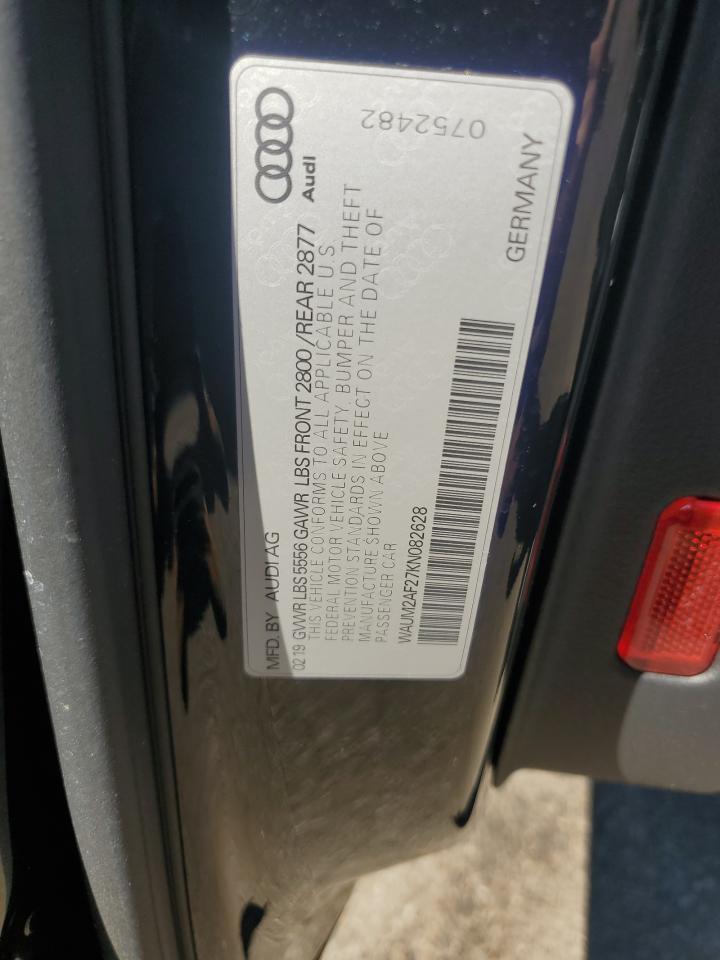 MFD. BY AUDI AG
0219 GVWR LBS 5556 GAWR LBS FRONT 2800 /REAR 2877
THIS VEHICLE CONFORMS TO ALL APPLICABLE U.S
FEDERAL MOTOR VEHICLE SAFETY, BUMPER AND THEFT
PREVENTION STANDARDS IN EFFECT ON THE DATE OF
MANUFACTURE SHOWN ABOVE
PASSENGER CAR
WAUM2AF27KN082628
Audi
0752482
GERMANY